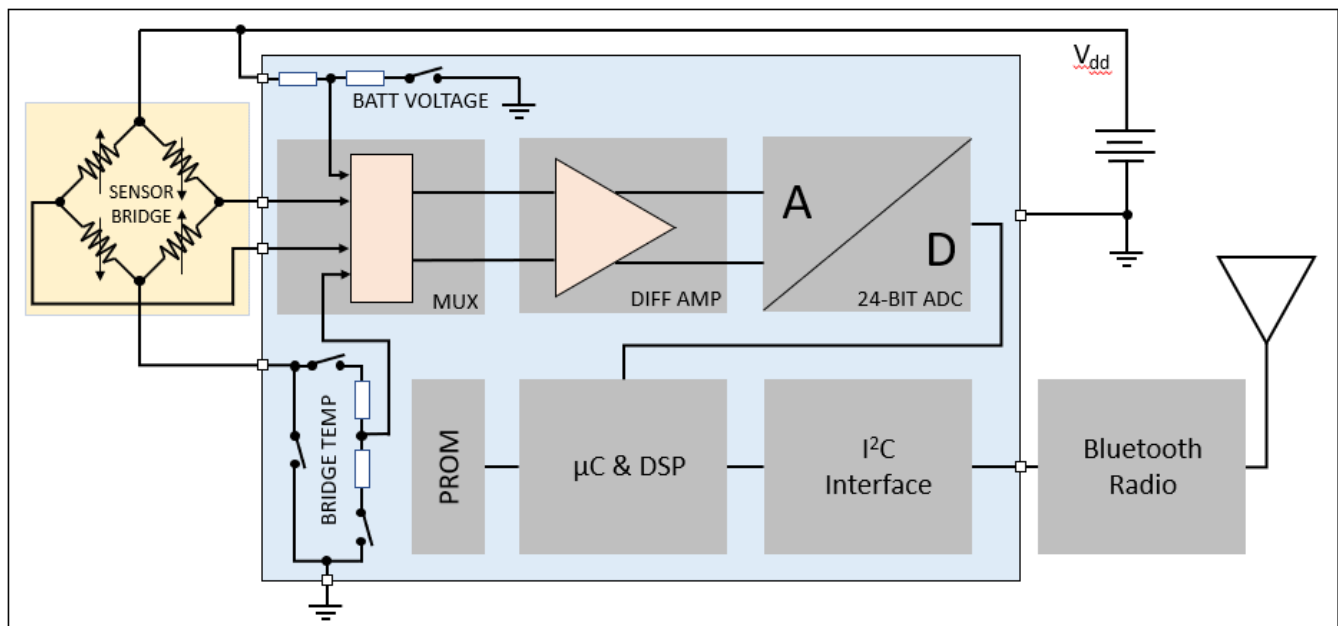 V_dd
BATT VOLTAGE
SENSOR
BRIDGE
MUX
DIFF AMP
A
D
24-BIT ADC
BRIDGE TEMP
PROM
µC & DSP
I²C
Interface
Bluetooth
Radio